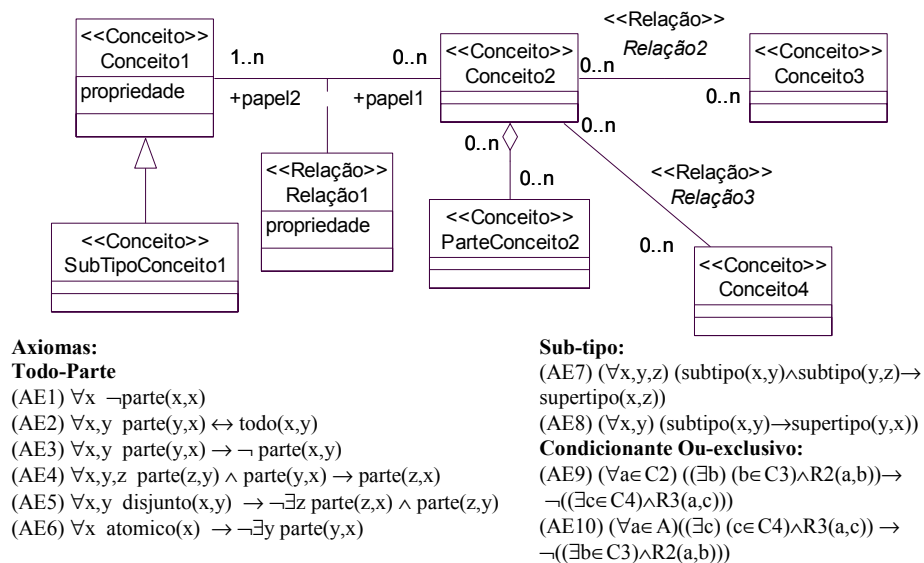 <<Conceito>>
Conceito1
propriedade
1..n
+papel2
0..n
+papel1
<<Conceito>>
Conceito2
<<Relação>>
Relação2
0..n
0..n
<<Conceito>>
Conceito3
<<Relação>>
Relação1
propriedade
0..n
0..n
<<Conceito>>
ParteConceito2
0..n
<<Relação>>
Relação3
0..n
<<Conceito>>
Conceito4
<<Conceito>>
SubTipoConceito1
Axiomas:
Todo-Parte
(AE1) ∀x ¬parte(x,x)
(AE2) ∀x,y parte(y,x) ↔ todo(x,y)
(AE3) ∀x,y parte(y,x) → ¬ parte(x,y)
(AE4) ∀x,y,z parte(z,y) ∧ parte(y,x) → parte(z,x)
(AE5) ∀x,y disjunto(x,y) → ¬∃z parte(z,x) ∧ parte(z,y)
(AE6) ∀x atomico(x) → ¬∃y parte(y,x)
Sub-tipo:
(AE7) (∀x,y,z) (subtipo(x,y)∧subtipo(y,z)→
supertipo(x,z))
(AE8) (∀x,y) (subtipo(x,y)→supertipo(y,x))
Condicionante Ou-exclusivo:
(AE9) (∀a∈C2) ((∃b) (b∈C3)∧R2(a,b))→
¬((∃c∈C4)∧R3(a,c)))
(AE10) (∀a∈A)((∃c) (c∈C4)∧R3(a,c)) →
¬((∃b∈C3)∧R2(a,b)))